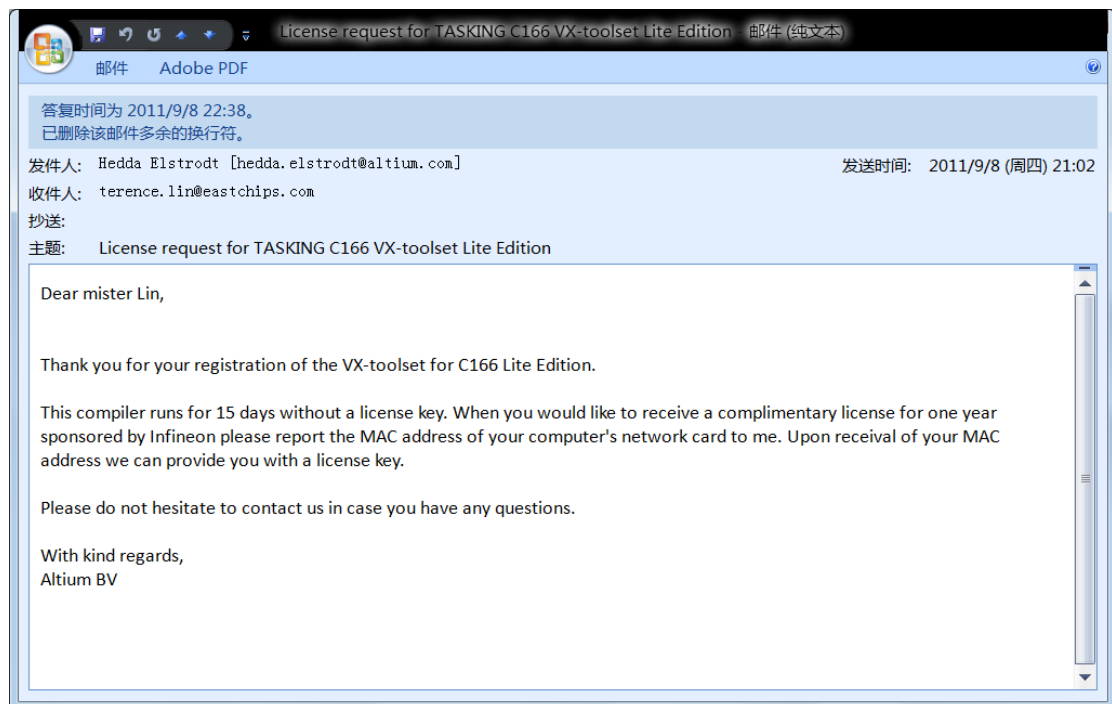 License request for TASKING C166 VX-toolset Lite Edition - 邮件 (纯文本)
邮件 Adobe PDF
答复时间为 2011/9/8 22:38。
已删除该邮件多余的换行符。
发件人: Hedda Elstrodt [hedda.elstrodt@altium.com] 发送时间: 2011/9/8 (周四) 21:02
收件人: terence.lin@eastchips.com
抄送:
主题: License request for TASKING C166 VX-toolset Lite Edition
Dear mister Lin,
Thank you for your registration of the VX-toolset for C166 Lite Edition.
This compiler runs for 15 days without a license key. When you would like to receive a complimentary license for one year
sponsored by Infineon please report the MAC address of your computer's network card to me. Upon receival of your MAC
address we can provide you with a license key.
Please do not hesitate to contact us in case you have any questions.
With kind regards,
Altium BV